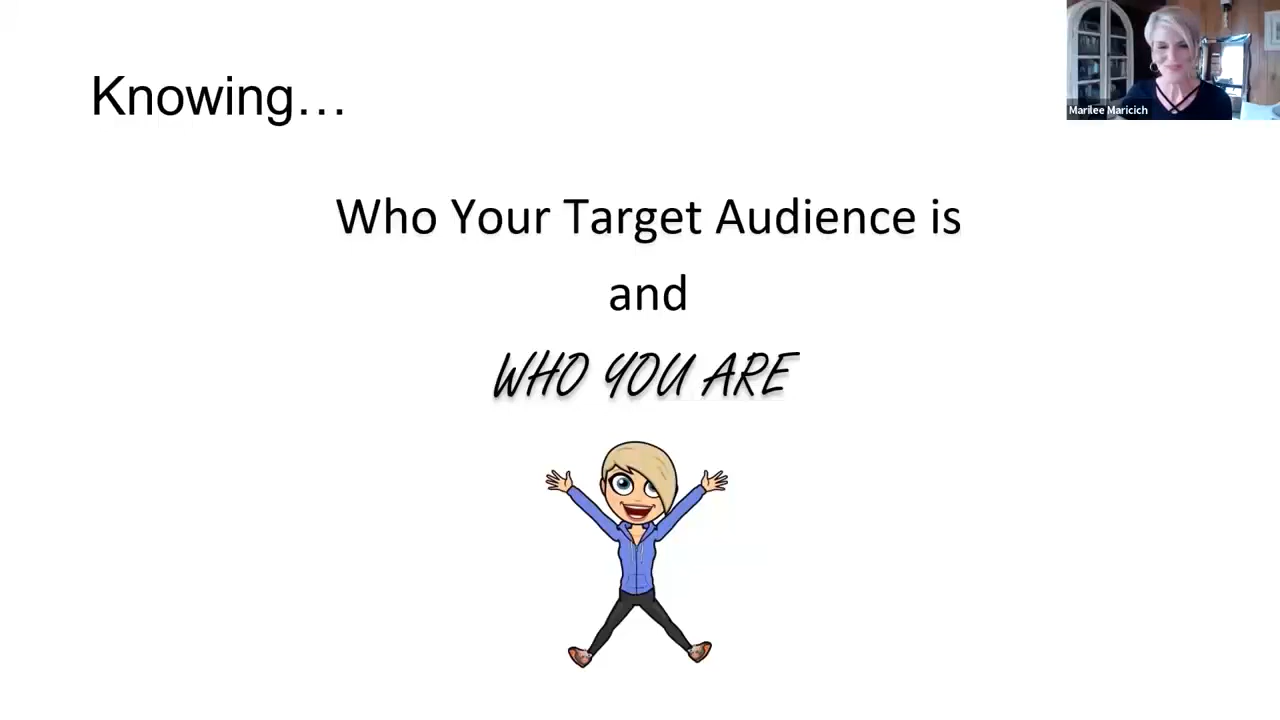 Knowing…
Marilee Maricich
Who Your Target Audience is
and
WHO YOU ARE